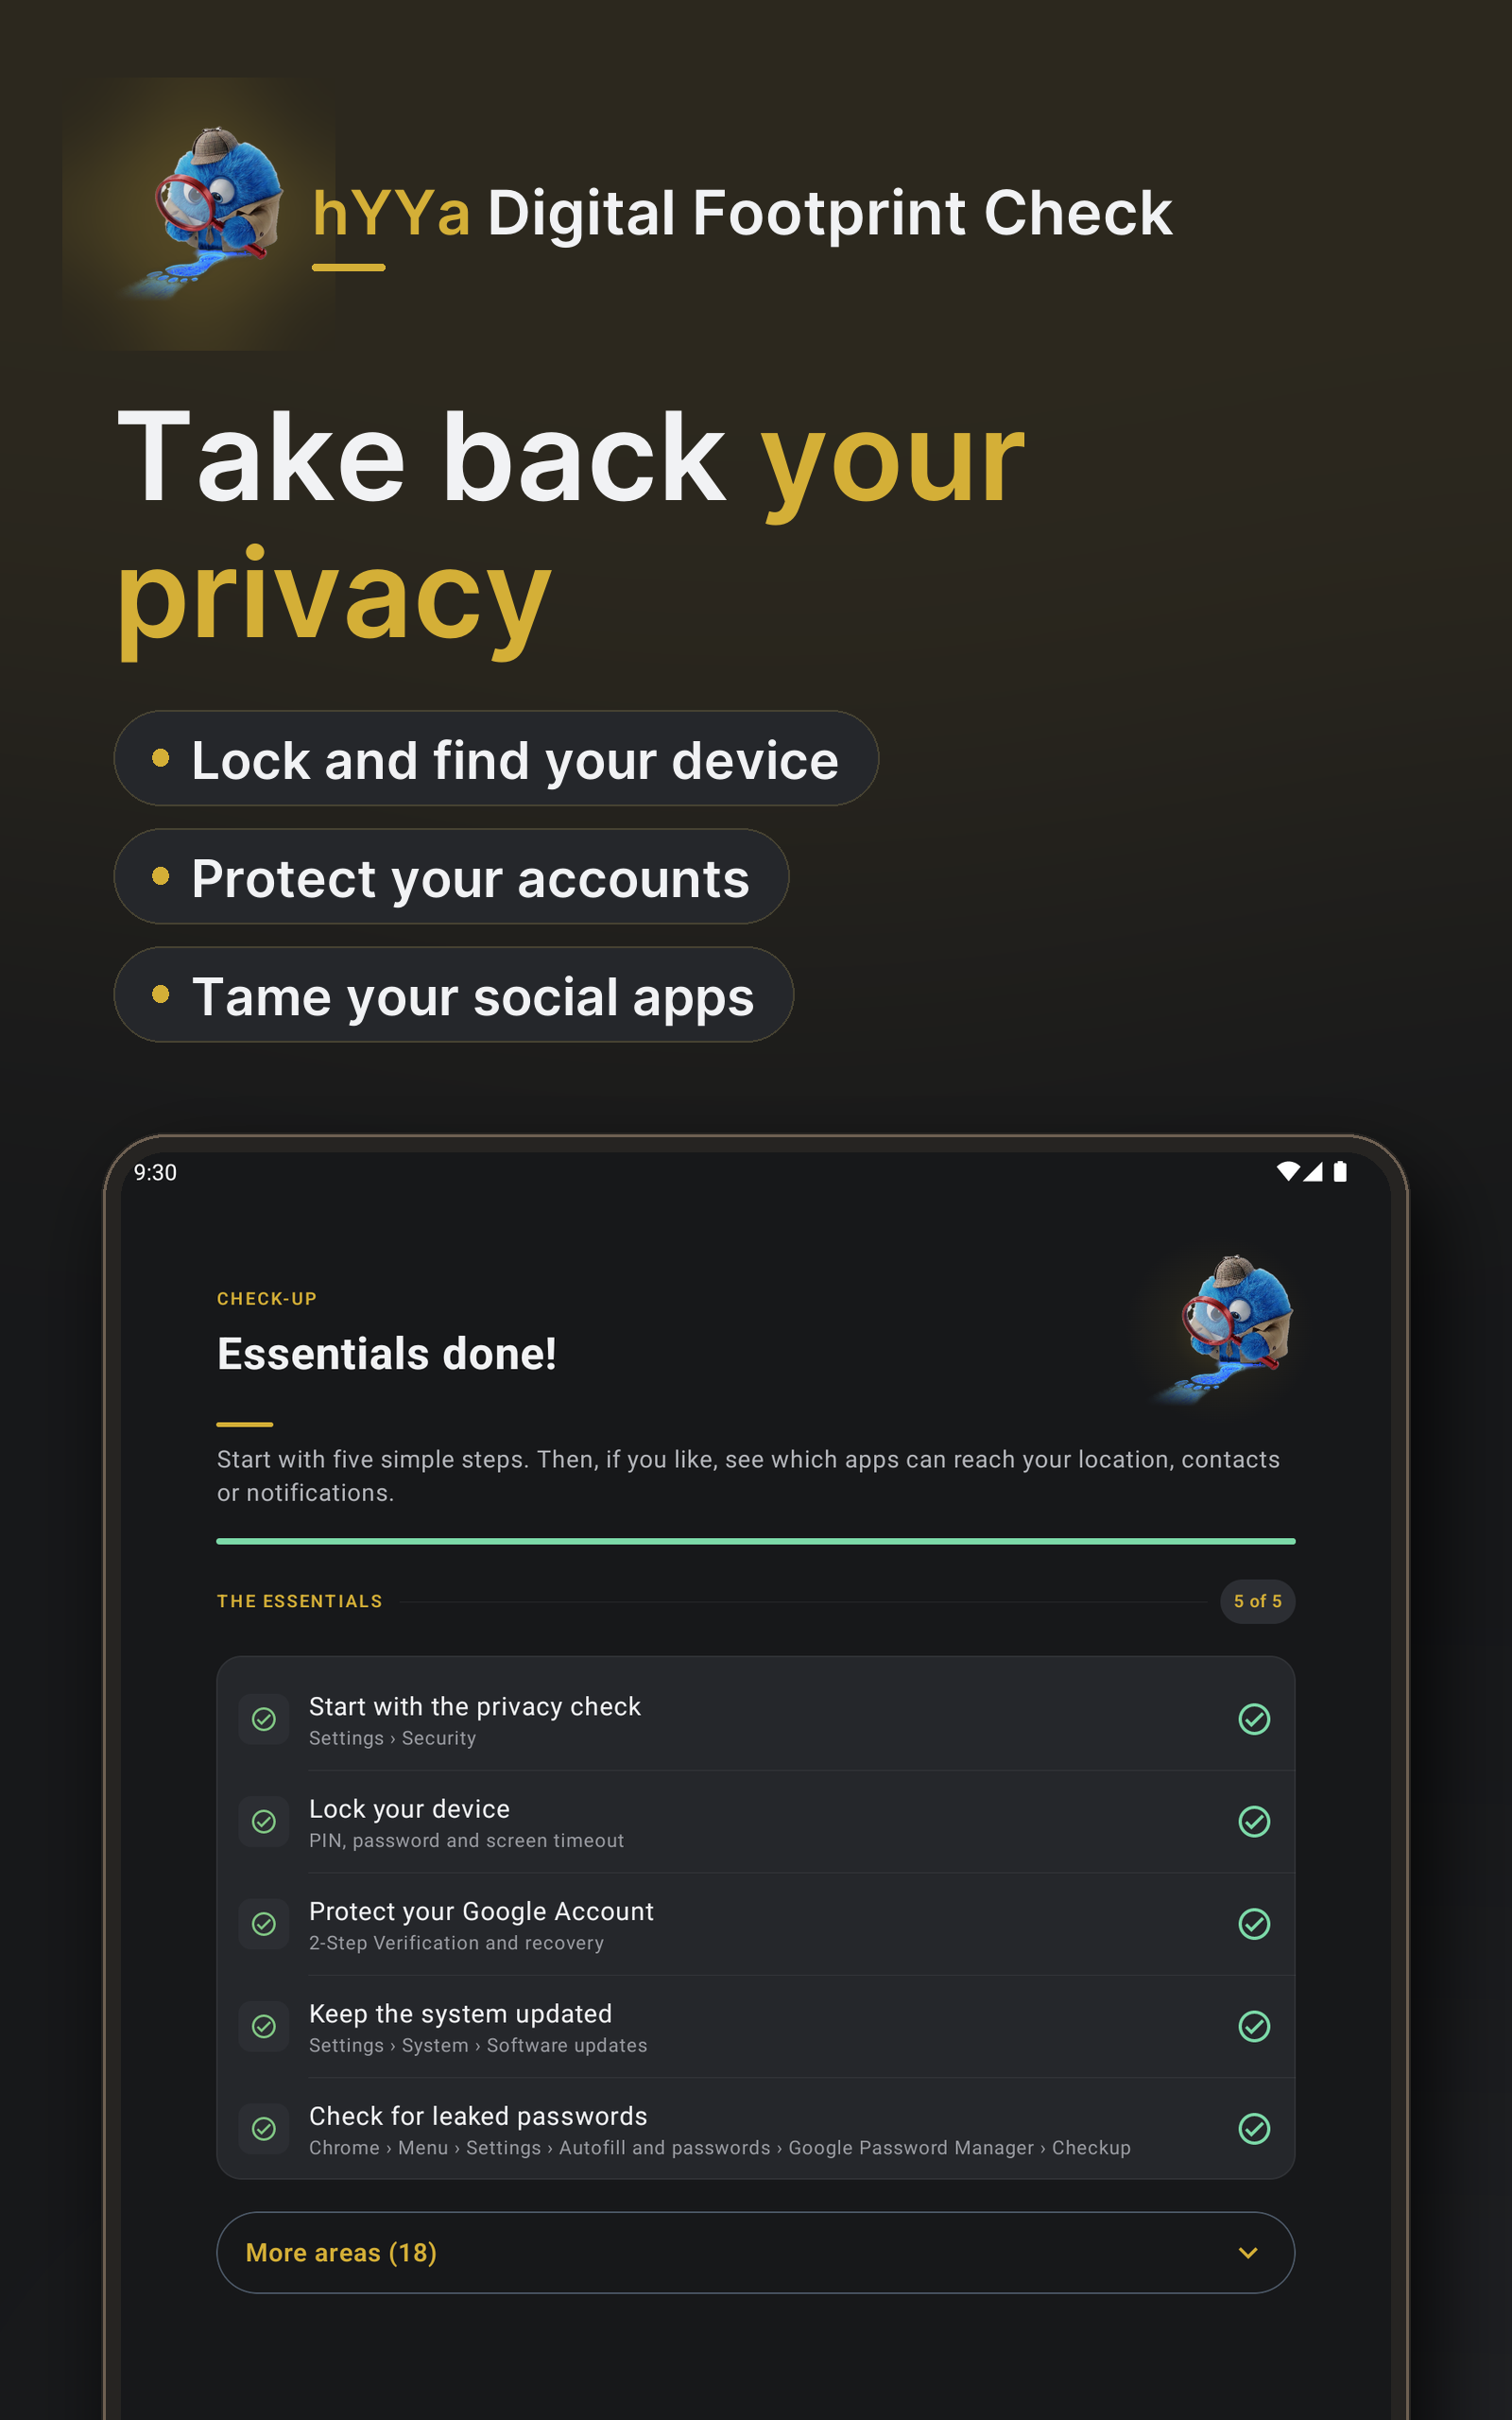 hYYa Digital Footprint Check
Take back your
privacy
Lock and find your device
Protect your accounts
Tame your social apps
9:30
CHECK-UP
Essentials done!
Start with five simple steps. Then, if you like, see which apps can reach your location, contacts
or notifications.
THE ESSENTIALS
5 of 5
Start with the privacy check
Settings › Security
Lock your device
PIN, password and screen timeout
Protect your Google Account
2-Step Verification and recovery
Keep the system updated
Settings › System › Software updates
Check for leaked passwords
Chrome › Menu › Settings › Autofill and passwords › Google Password Manager › Checkup
More areas (18)